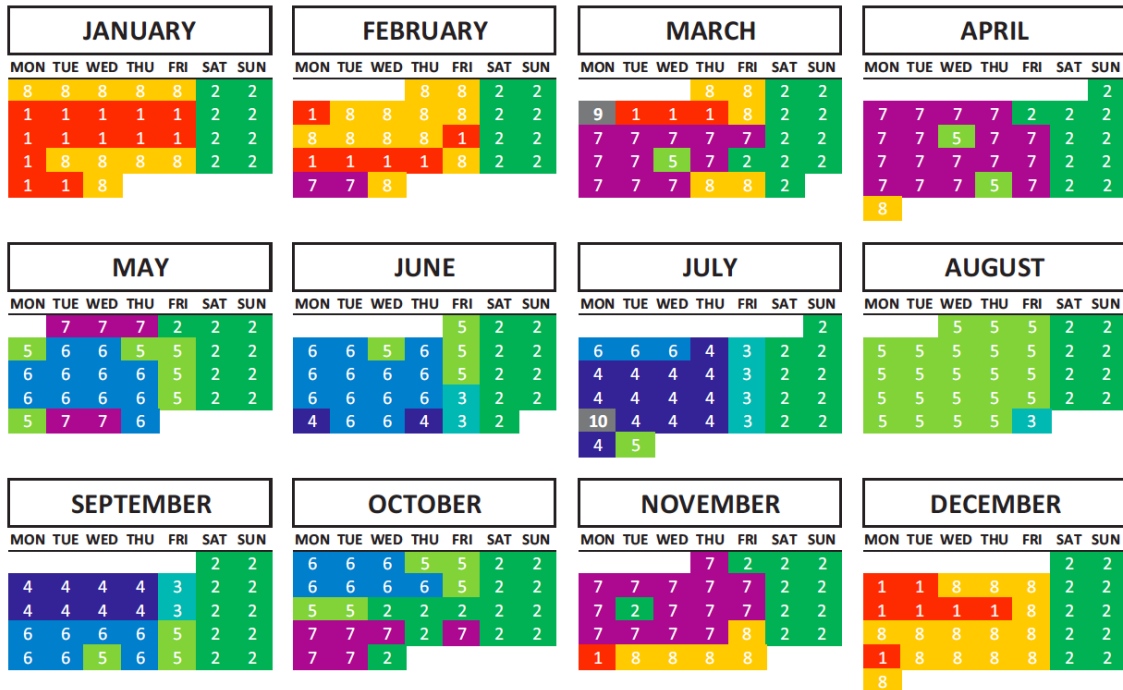 JANUARY FEBRUARY MARCH APRIL
MON TUE WED THU FRI SAT SUN MON TUE WED THU FRI SAT SUN MON TUE WED THU FRI SAT SUN MON TUE WED THU FRI SAT SUN
8 8 8 8 8 2 2 8 8 2 2 8 8 2 2 2
1 1 1 1 1 2 2 1 8 8 8 8 2 2 9 1 1 1 8 2 2 7 7 7 7 2 2 2
1 1 1 1 1 2 2 8 8 8 8 1 2 2 7 7 7 7 7 2 2 7 7 5 7 7 2 2
1 8 8 8 8 2 2 1 1 1 1 8 2 2 7 7 5 7 2 2 2 7 7 7 7 7 2 2
1 1 8 7 7 8 7 7 7 8 8 2 7 7 7 5 7 2 2
8
MAY JUNE JULY AUGUST
MON TUE WED THU FRI SAT SUN MON TUE WED THU FRI SAT SUN MON TUE WED THU FRI SAT SUN MON TUE WED THU FRI SAT SUN
7 7 7 2 2 2 5 2 2 2 5 5 5 2 2
5 6 6 5 5 2 2 6 6 5 6 5 2 2 6 6 6 4 3 2 2 5 5 5 5 5 2 2
6 6 6 6 5 2 2 6 6 6 6 5 2 2 4 4 4 4 3 2 2 5 5 5 5 5 2 2
6 6 6 6 5 2 2 6 6 6 6 3 2 2 4 4 4 4 3 2 2 5 5 5 5 5 2 2
5 7 7 6 4 6 6 4 3 2 10 4 4 4 3 2 2 5 5 5 5 3
4 5
SEPTEMBER OCTOBER NOVEMBER DECEMBER
MON TUE WED THU FRI SAT SUN MON TUE WED THU FRI SAT SUN MON TUE WED THU FRI SAT SUN MON TUE WED THU FRI SAT SUN
2 2 6 6 6 5 5 2 2 7 2 2 2 2 2
4 4 4 4 3 2 2 6 6 6 6 5 2 2 7 7 7 7 7 2 2 1 1 8 8 8 2 2
4 4 4 4 3 2 2 5 5 2 2 2 2 2 7 2 7 7 7 2 2 1 1 1 1 8 2 2
6 6 6 6 5 2 2 7 7 7 2 7 2 2 7 7 7 7 8 2 2 8 8 8 8 8 2 2
6 6 5 6 5 2 2 7 7 2 1 8 8 8 8 1 8 8 8 8 2 2
8